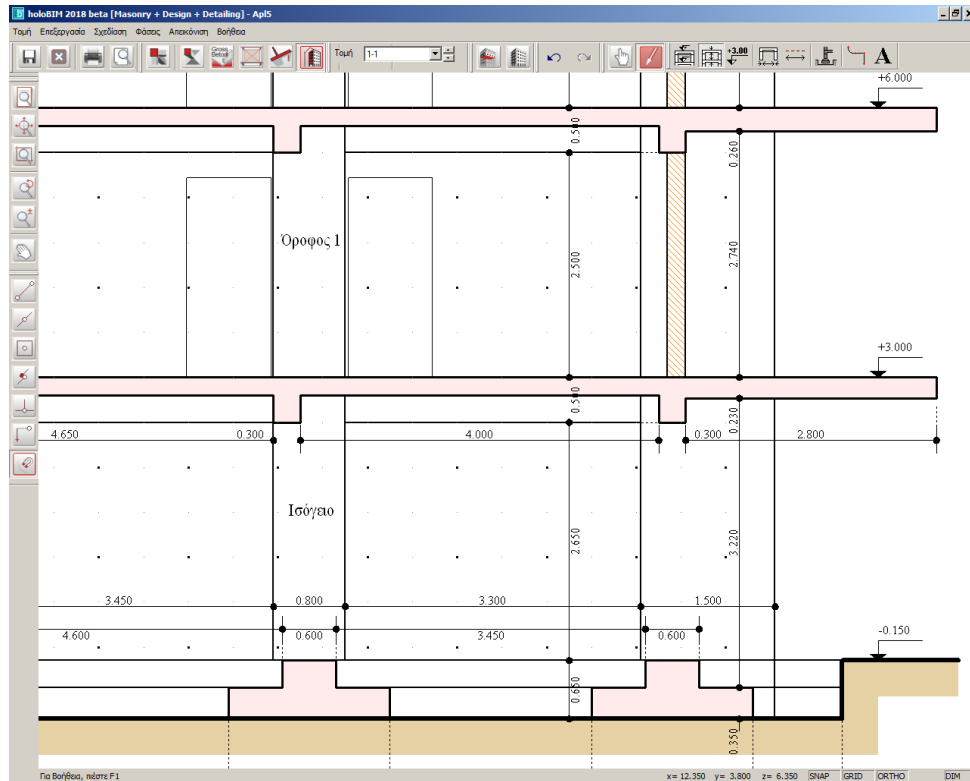 holoBIM 2018 beta [Masonry + Design + Detailing] - Apl5
Τομή Επεξεργασία Σχεδίαση Φάσεις Απεικόνιση Βοήθεια
Gross Beton Τομή 1-1 +3.00 A
+6.000
0.500
0.260
Όροφος 1
2.500
2.740
+3.000
0.500
0.230
4.650 0.300 4.000 0.300 2.800
Ισόγειο
2.650
3.220
3.450 0.800 3.300 1.500
4.600 0.600 3.450 0.600
-0.150
0.650
0.350
Για Βοήθεια, πιέστε F1 x= 12.350 y= 3.800 z= 6.350 SNAP GRID ORTHO DIM